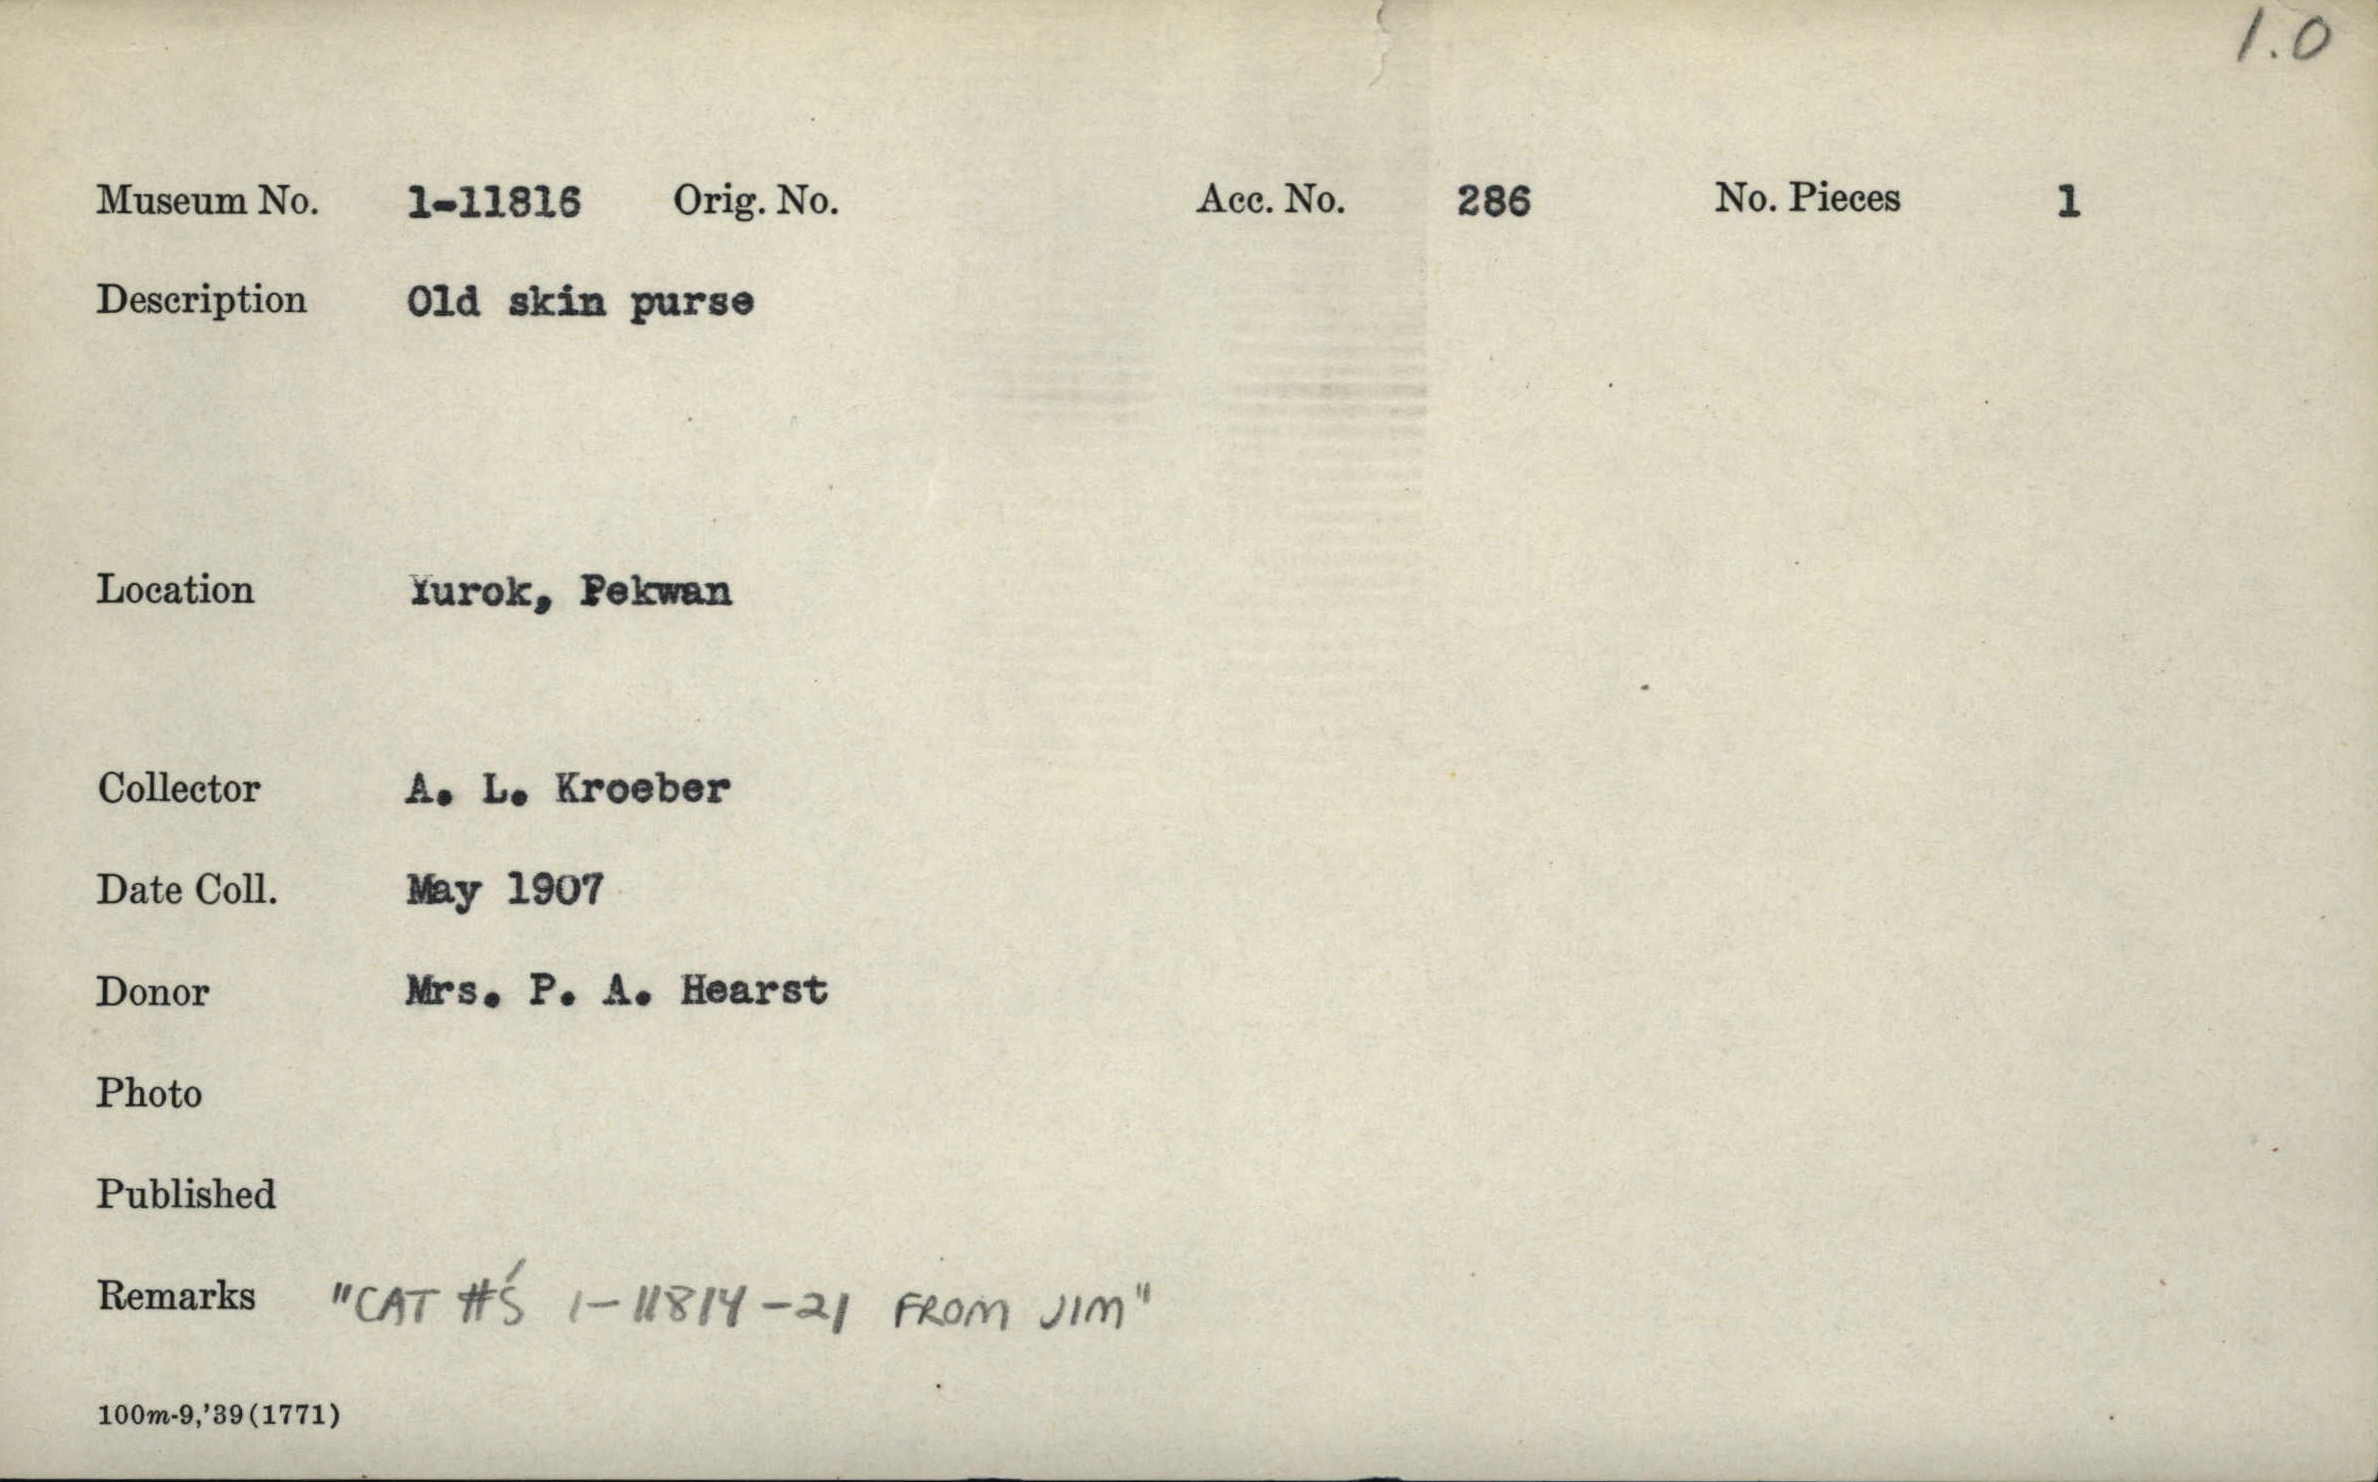 1.0
Museum No. 1-11816 Orig. No. Acc. No. 286 No. Pieces 1
Description Old skin purse
Location Yurok, Pekwan
Collector A. L. Kroeber
Date Coll. May 1907
Donor Mrs. P. A. Hearst
Photo
Published
Remarks "CAT #'S 1-11814-21 FROM JIM"
100m-9,'39(1771)